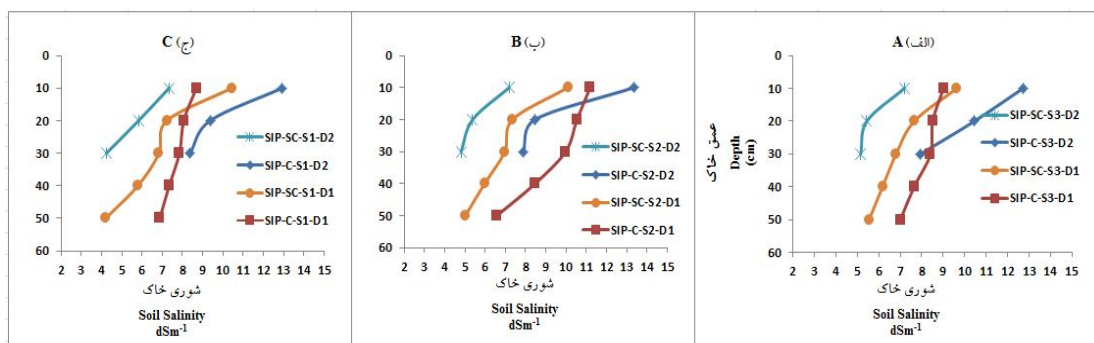 C (ج)
0
10
20
30
40
50
60
2 3 4 5 6 7 8 9 10 11 12 13 14 15
SIP-SC-S1-D2
SIP-C-S1-D2
SIP-SC-S1-D1
SIP-C-S1-D1
شوری خاک
Soil Salinity
dSm-1
B (ب)
0
10
20
30
40
50
60
2 3 4 5 6 7 8 9 10 11 12 13 14 15
SIP-SC-S2-D2
SIP-C-S2-D2
SIP-SC-S2-D1
SIP-C-S2-D1
شوری خاک
Soil Salinity
dSm-1
A (الف)
عمق خاک
Depth
(cm)
0
10
20
30
40
50
60
2 3 4 5 6 7 8 9 10 11 12 13 14 15
SIP-SC-S3-D2
SIP-C-S3-D2
SIP-SC-S3-D1
SIP-C-S3-D1
شوری خاک
Soil Salinity
dSm-1